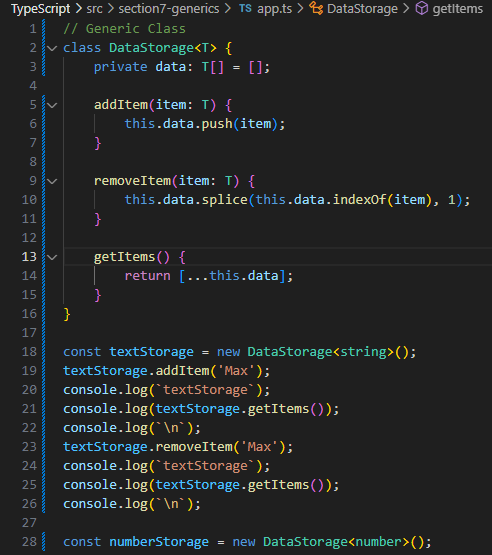 TypeScript > src > section7-generics > TS app.ts > DataStorage > getItems
1 // Generic Class
2 class DataStorage<T> {
3 private data: T[] = [];
4
5 addItem(item: T) {
6 this.data.push(item);
7 }
8
9 removeItem(item: T) {
10 this.data.splice(this.data.indexOf(item), 1);
11 }
12
13 getItems() {
14 return [...this.data];
15 }
16 }
17
18 const textStorage = new DataStorage<string>();
19 textStorage.addItem('Max');
20 console.log(`textStorage`);
21 console.log(textStorage.getItems());
22 console.log(`\n`);
23 textStorage.removeItem('Max');
24 console.log(`textStorage`);
25 console.log(textStorage.getItems());
26 console.log(`\n`);
27
28 const numberStorage = new DataStorage<number>();